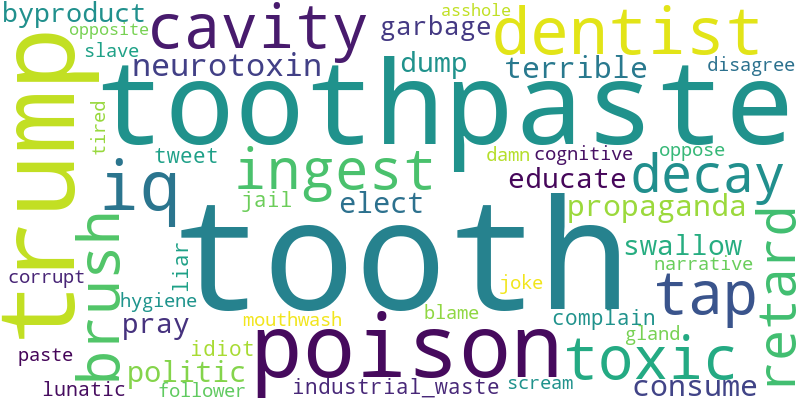 byproduct
opposite
slave
cavity
garbage
asshole
dentist
neurotoxin
dump
terrible
disagree
trump
tired
toothpaste
tweet
iq
ingest
jail
elect
damn
cognitive
oppose
educate
decay
propaganda
brush
liar
tooth
swallow
narrative
retard
corrupt
hygiene
joke
tap
pray
mouthwash
blame
complain
gland
paste
idiot
poison
toxic
politic
lunatic
follower
industrial_waste
scream
consume